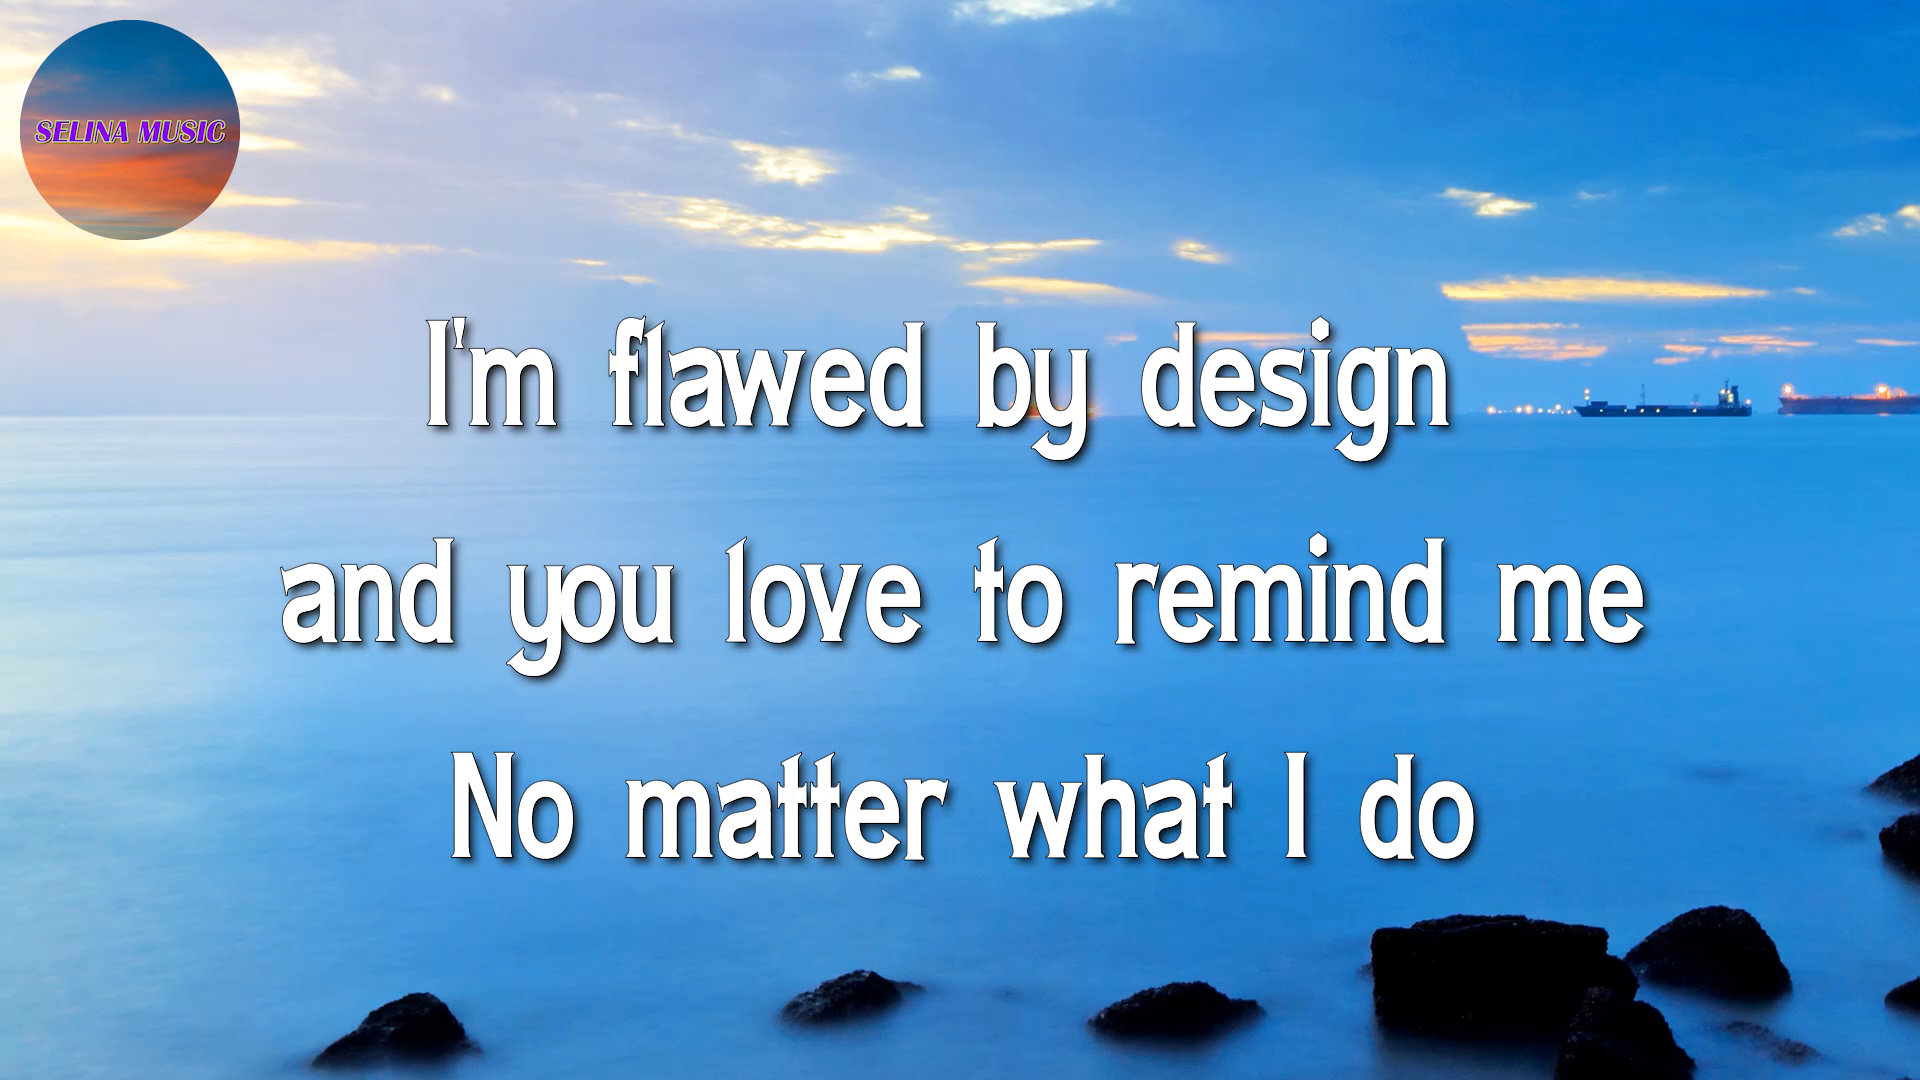 SELINA MUSIC
I'm flawed by design
and you love to remind me
No matter what I do